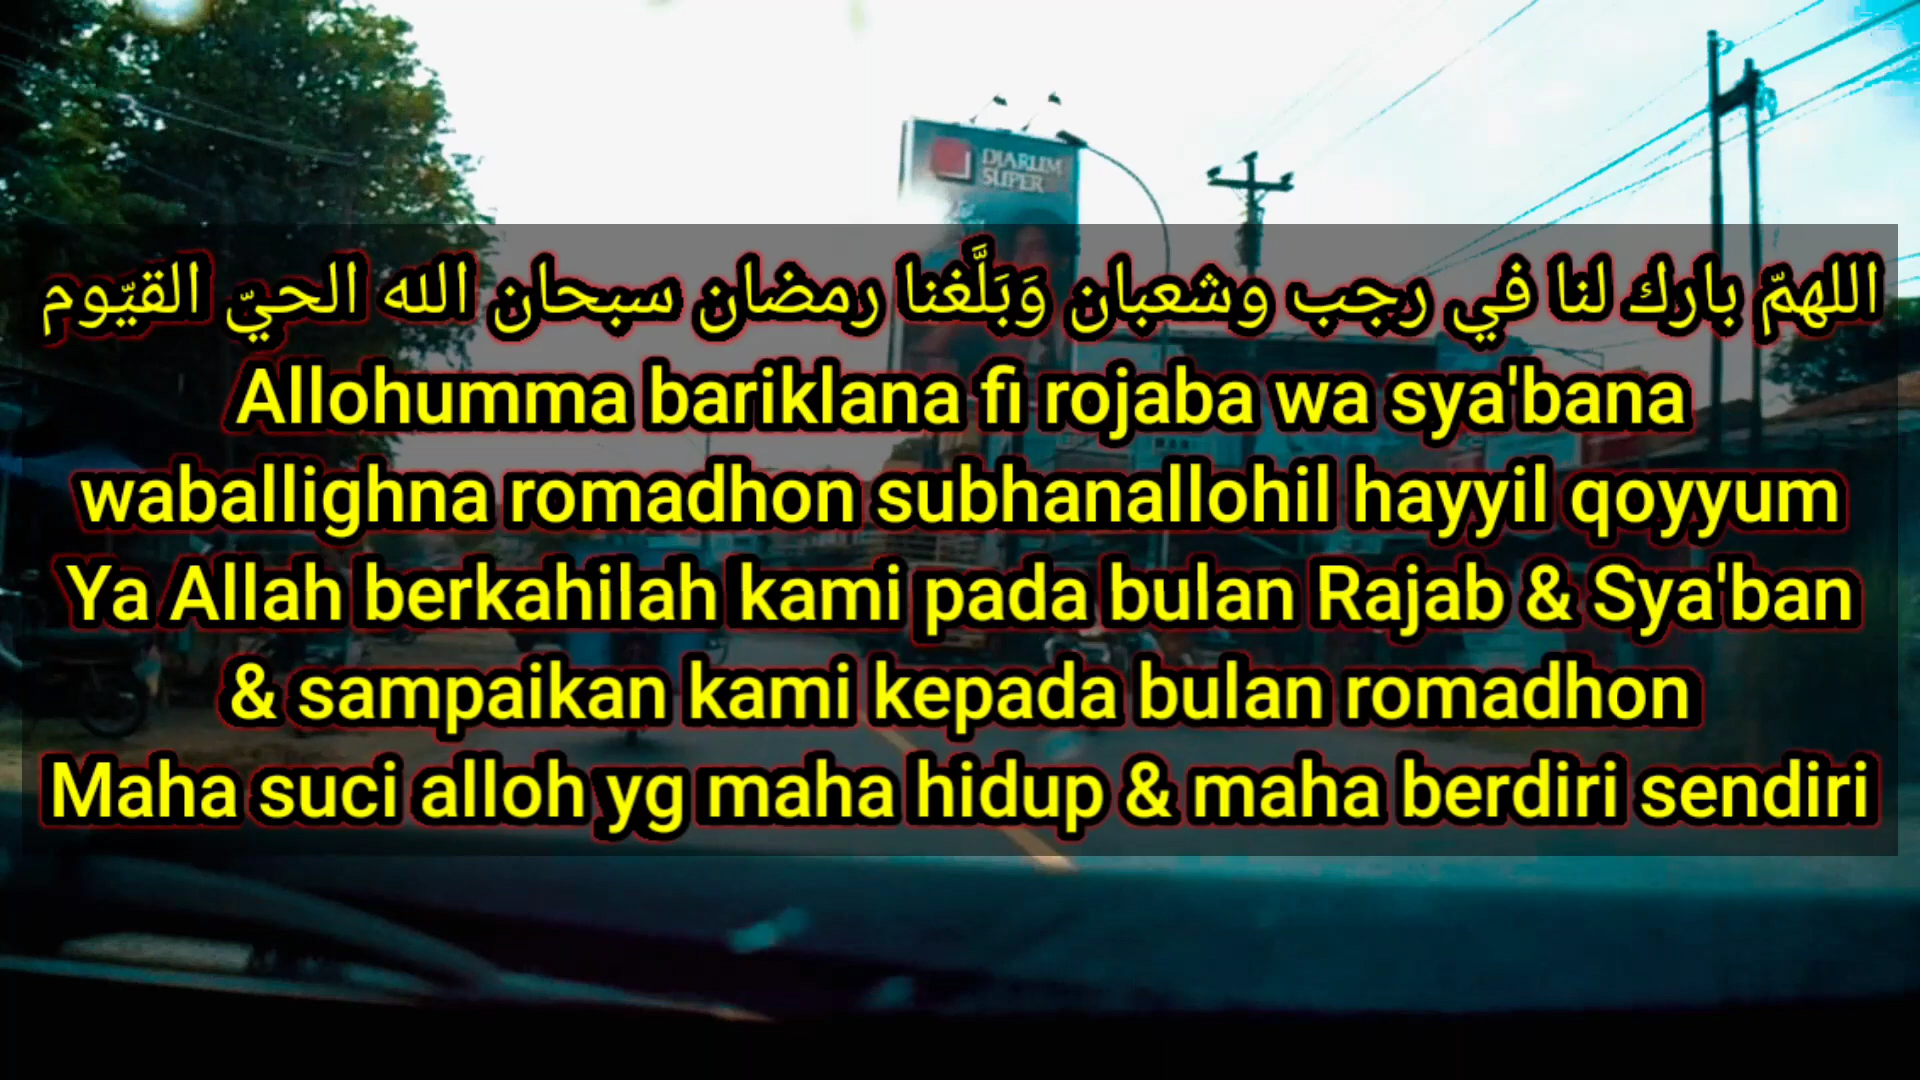 DJARUM
SUPER
اللهمّ بارك لنا في رجب وشعبان وَبَلَّغنا رمضان سبحان الله الحيّ القيّوم
Allohumma bariklana fi rojaba wa sya'bana
waballighna romadhon subhanallohil hayyil qoyyum
Ya Allah berkahilah kami pada bulan Rajab & Sya'ban
& sampaikan kami kepada bulan romadhon
Maha suci alloh yg maha hidup & maha berdiri sendiri